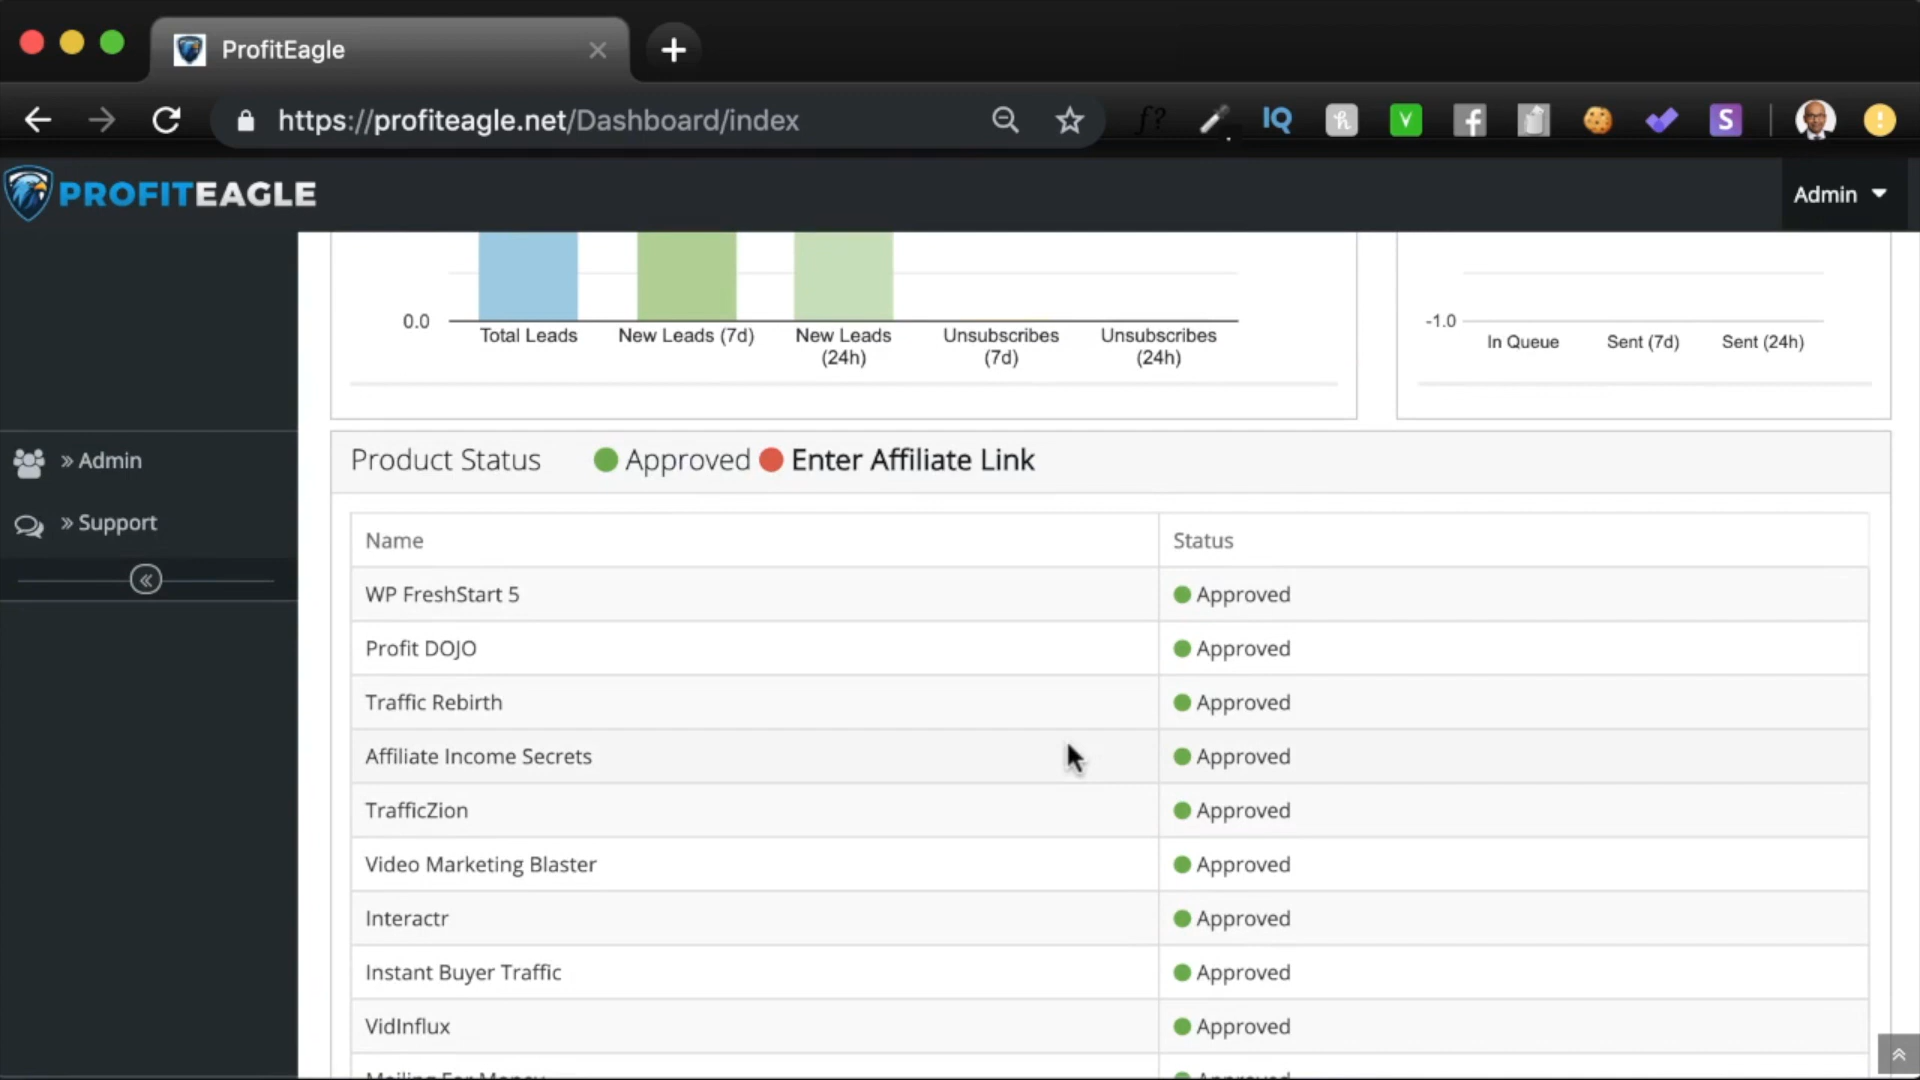 ProfitEagle
https://profiteagle.net/Dashboard/index
f?
IQ
h
V
f
S
PROFITEAGLE
Admin
0.0
Total Leads
New Leads (7d)
New Leads
(24h)
Unsubscribes
(7d)
Unsubscribes
(24h)
-1.0
In Queue
Sent (7d)
Sent (24h)
» Admin
» Support
Product Status
Approved
Enter Affiliate Link
Name
Status
WP FreshStart 5
Approved
Profit DOJO
Approved
Traffic Rebirth
Approved
Affiliate Income Secrets
Approved
TrafficZion
Approved
Video Marketing Blaster
Approved
Interactr
Approved
Instant Buyer Traffic
Approved
VidInflux
Approved
Mailing For Money
Approved